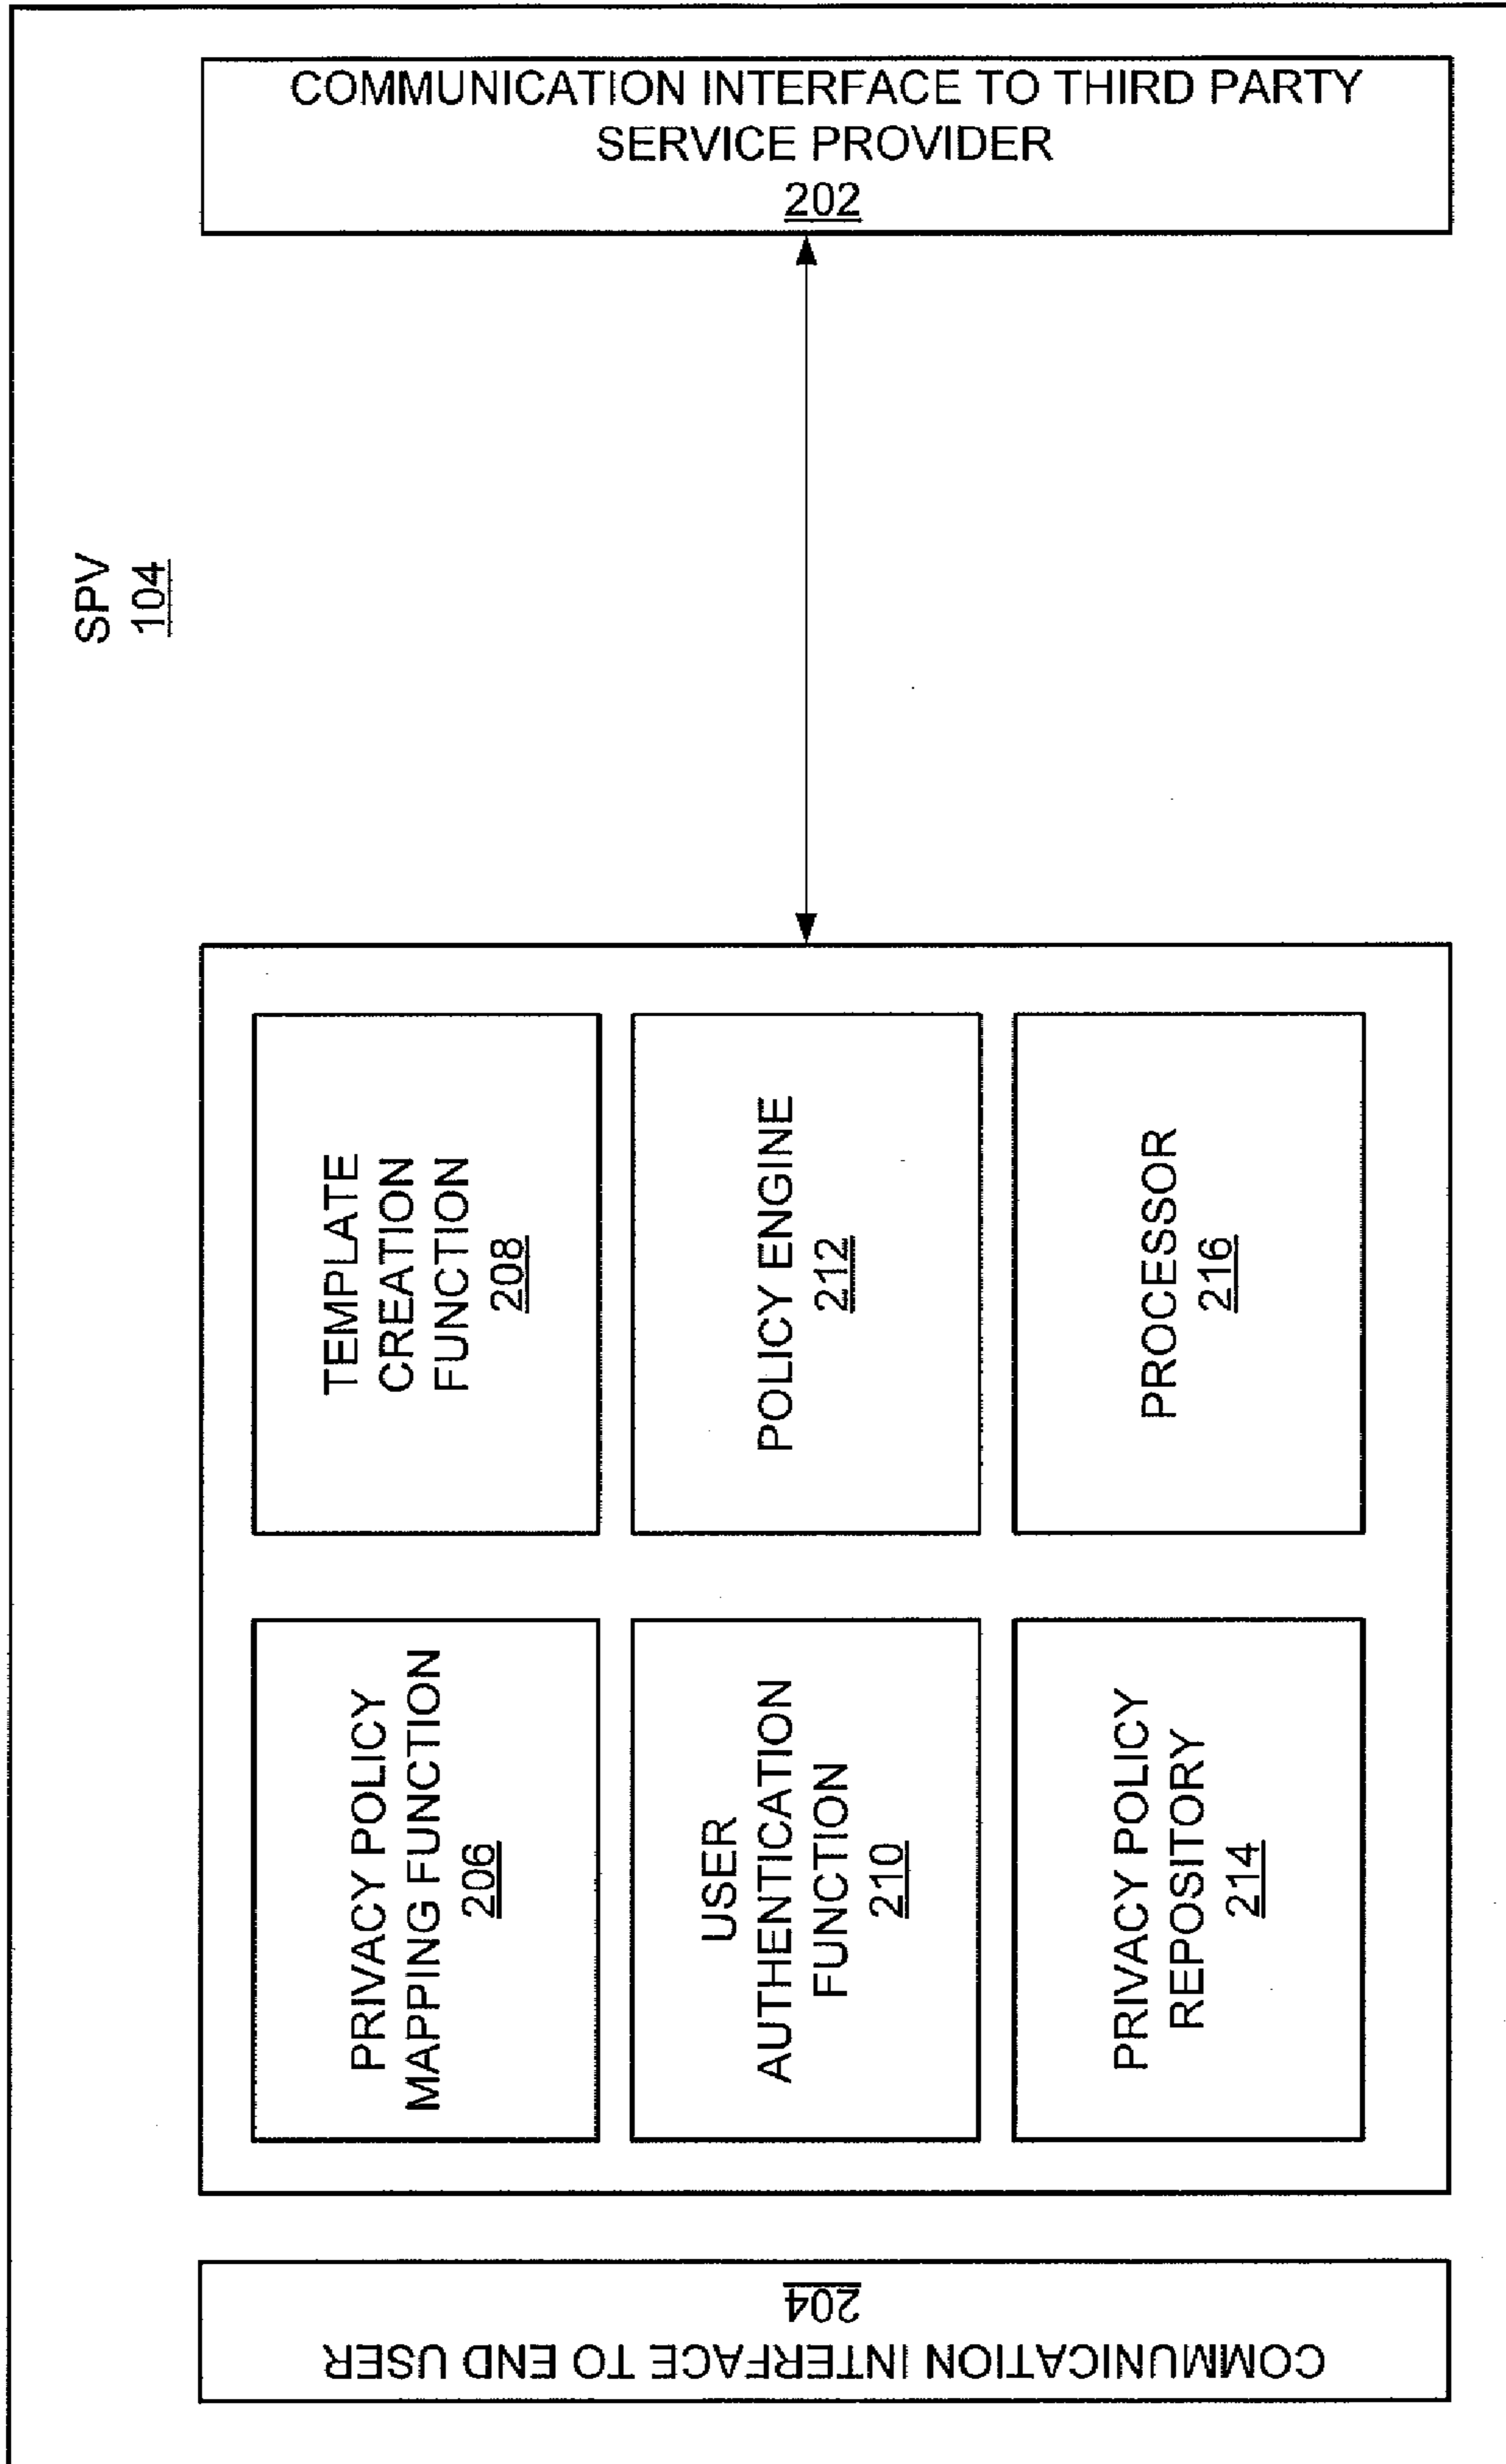 SPV
104
COMMUNICATION INTERFACE TO END USER
204
PRIVACY POLICY
MAPPING FUNCTION
206
TEMPLATE
CREATION
FUNCTION
208
USER
AUTHENTICATION
FUNCTION
210
POLICY ENGINE
212
PRIVACY POLICY
REPOSITORY
214
PROCESSOR
216
COMMUNICATION INTERFACE TO THIRD PARTY
SERVICE PROVIDER
202